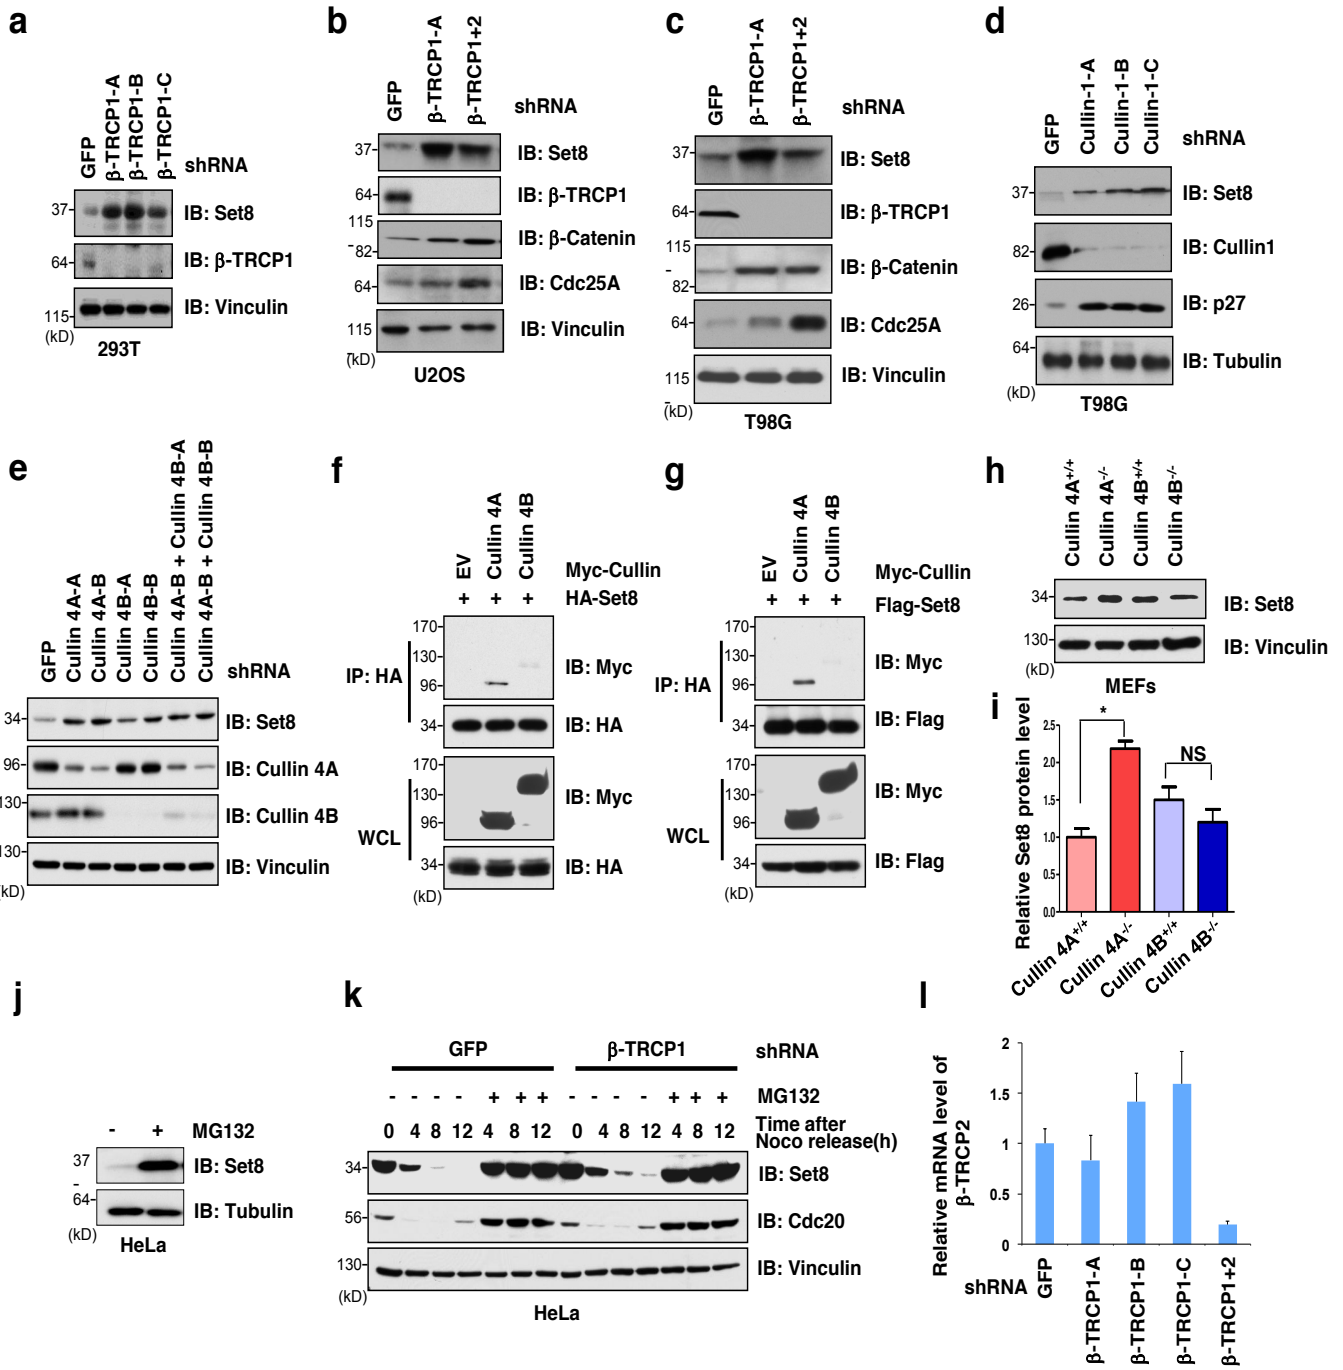 a
GFP
β-TRCP1-A
β-TRCP1-B
β-TRCP1-C
shRNA
37-
IB: Set8
64-
IB: β-TRCP1
115-
IB: Vinculin
(kD)
293T
b
GFP
β-TRCP1-A
β-TRCP1+2
shRNA
37-
IB: Set8
64-
IB: β-TRCP1
115
-82-
IB: β-Catenin
64-
IB: Cdc25A
115
IB: Vinculin
(kD)
U2OS
c
GFP
β-TRCP1-A
β-TRCP1+2
shRNA
37-
IB: Set8
64-
IB: β-TRCP1
115
-
82-
IB: β-Catenin
64-
IB: Cdc25A
115
-
IB: Vinculin
(kD)
T98G
d
GFP
Cullin-1-A
Cullin-1-B
Cullin-1-C
shRNA
37-
IB: Set8
82-
IB: Cullin1
26-
IB: p27
64-
IB: Tubulin
(kD)
T98G
e
GFP
Cullin 4A-A
Cullin 4A-B
Cullin 4B-A
Cullin 4B-B
Cullin 4A-B + Cullin 4B-A
Cullin 4A-B + Cullin 4B-B
shRNA
34-
IB: Set8
96-
IB: Cullin 4A
130-
IB: Cullin 4B
130-
IB: Vinculin
kD)
f
EV
Cullin 4A
Cullin 4B
Myc-Cullin
+ + +
HA-Set8
170-
130-
96-
IP: HA
IB: Myc
34-
IB: HA
170-
130-
96-
WCL
IB: Myc
34-
IB: HA
(kD)
g
EV
Cullin 4A
Cullin 4B
Myc-Cullin
+ + +
Flag-Set8
170-
130-
96-
IP: HA
IB: Myc
34-
IB: Flag
170-
130-
96-
WCL
IB: Myc
34-
IB: Flag
(kD)
h
Cullin 4A+/+
Cullin 4A-/-
Cullin 4B+/+
Cullin 4B-/-
34-
IB: Set8
130-
IB: Vinculin
(kD)
MEFs
i
Relative Set8 protein level
2.5
2.0
1.5
1.0
0.5
0.0
*
NS
Cullin 4A+/+
Cullin 4A-/-
Cullin 4B+/+
Cullin 4B-/-
j
- + MG132
37
-
IB: Set8
64-
IB: Tubulin
(kD)
HeLa
k
GFP β-TRCP1 shRNA
- - - - + + + - - - - + + + MG132
0 4 8 12 4 8 12 0 4 8 12 4 8 12 Time after
Noco release(h)
34-
IB: Set8
56-
IB: Cdc20
130-
IB: Vinculin
(kD)
HeLa
l
Relative mRNA level of
β-TRCP2
2
1.5
1
0.5
0
shRNA
GFP
β-TRCP1-A
β-TRCP1-B
β-TRCP1-C
β-TRCP1+2